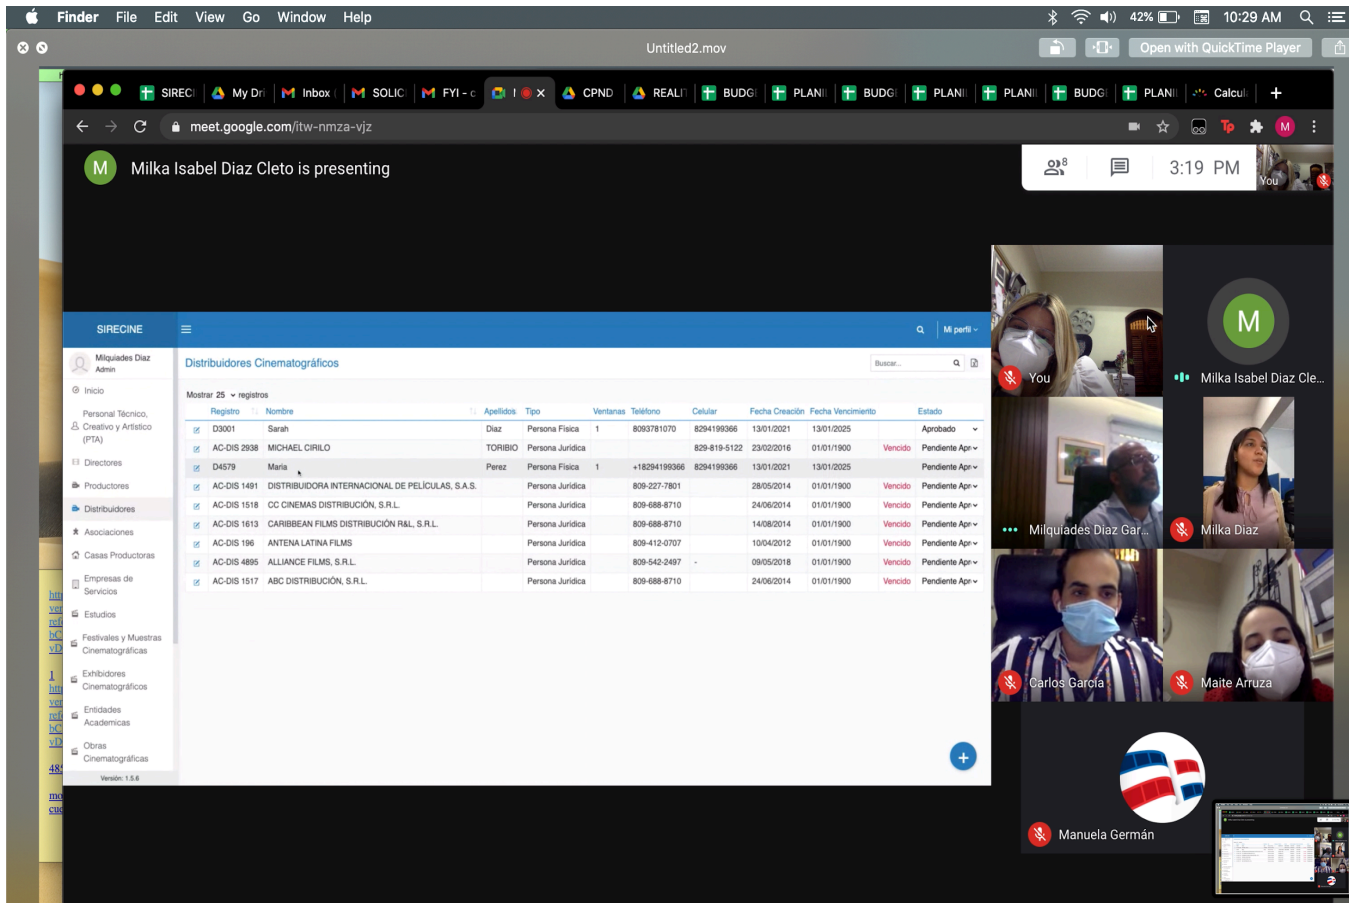 Finder File Edit View Go Window Help 42% 10:29 AM
Untitled2.mov Open with QuickTime Player
SIREC My Dri Inbox ( SOLIC FYI - c CPND REALI BUDG PLANI BUDG PLANI PLANI BUDG PLANI Calcul
meet.google.com/itw-nmza-vjz Tp M
M Milka Isabel Diaz Cleto is presenting 8 3:19 PM You
SIRECINE Mi perfil
Milquiades Diaz
Admin
Distribuidores Cinematográficos Buscar...
Inicio
Personal Técnico,
Creativo y Artístico
(PTA)
Directores
Productores
Distribuidores
Asociaciones
Casas Productoras
Empresas de
Servicios
Estudios
Festivales y Muestras
Cinematográficas
Exhibidores
Cinematográficos
Entidades
Academicas
Obras
Cinematográficas
Versión: 1.5.6
Mostrar 25 registros
Registro Nombre Apellidos Tipo Ventanas Teléfono Celular Fecha Creación Fecha Vencimiento Estado
D3001 Sarah Diaz Persona Física 1 8093781070 8294199366 13/01/2021 13/01/2025 Aprobado
AC-DIS 2938 MICHAEL CIRILO TORIBIO Persona Jurídica 829-819-5122 23/02/2016 01/01/1900 Vencido Pendiente Apr
D4579 Maria Perez Persona Física 1 +18294199366 8294199366 13/01/2021 13/01/2025 Pendiente Apr
AC-DIS 1491 DISTRIBUIDORA INTERNACIONAL DE PELÍCULAS, S.A.S. Persona Jurídica 809-227-7801 28/05/2014 01/01/1900 Vencido Pendiente Apr
AC-DIS 1518 CC CINEMAS DISTRIBUCIÓN, S.R.L. Persona Jurídica 809-688-8710 24/06/2014 01/01/1900 Vencido Pendiente Apr
AC-DIS 1613 CARIBBEAN FILMS DISTRIBUCIÓN R&L, S.R.L. Persona Jurídica 809-688-8710 14/08/2014 01/01/1900 Vencido Pendiente Apr
AC-DIS 196 ANTENA LATINA FILMS Persona Jurídica 809-412-0707 10/04/2012 01/01/1900 Vencido Pendiente Apr
AC-DIS 4895 ALLIANCE FILMS, S.R.L. Persona Jurídica 809-542-2497 - 09/05/2018 01/01/1900 Vencido Pendiente Apr
AC-DIS 1517 ABC DISTRIBUCIÓN, S.R.L. Persona Jurídica 809-688-8710 24/06/2014 01/01/1900 Vencido Pendiente Apr
M
You Milka Isabel Diaz Cle...
Milquiades Diaz Gar... Milka Diaz
Carlos García Maite Arruza
Manuela Germán